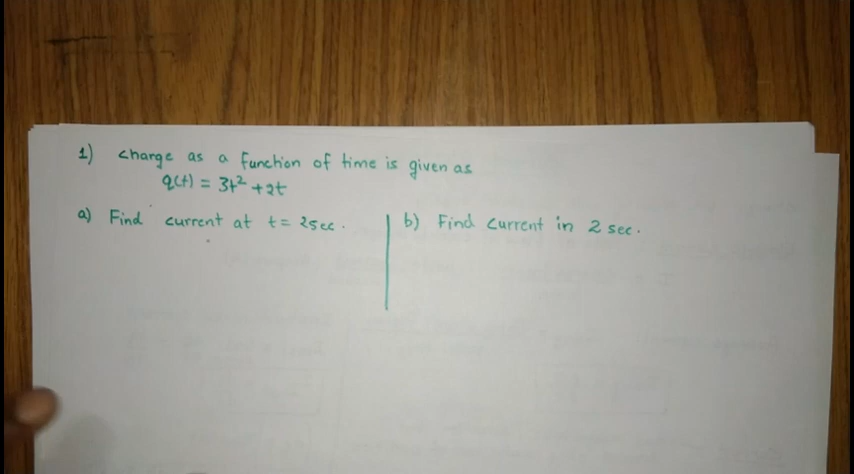 1) charge as a function of time is given as
q(t) = 3t² + 2t
a) Find current at t = 2sec.
b) Find current in 2 sec.